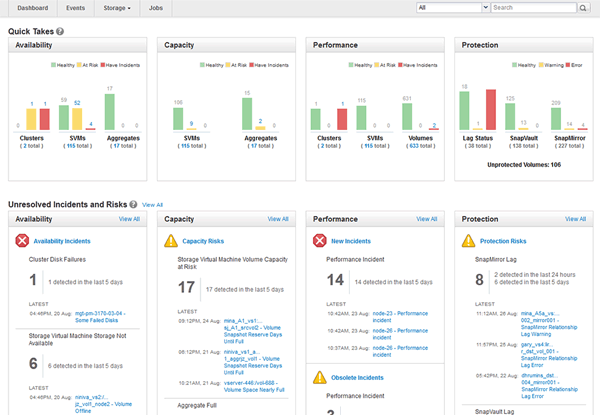 Dashboard Events Storage Jobs All Search
Quick Takes ?
Availability Capacity Performance Protection
Healthy At Risk Have Incidents Healthy At Risk Have Incidents Healthy At Risk Have Incidents Healthy Warning Error
0 1 1 59 52 4 17 0 0
106 9 0 15 2 0
1 0 1 115 0 0 631 0 2
18 1 125 13 0 209 14 4
Clusters SVMs Aggregates SVMs Aggregates Clusters SVMs Volumes Lag Status SnapVault SnapMirror
( 2 total ) ( 115 total ) ( 17 total ) ( 115 total ) ( 17 total ) ( 2 total ) ( 115 total ) ( 633 total ) ( 38 total ) ( 138 total ) ( 227 total )
Unprotected Volumes: 106
Unresolved Incidents and Risks ? View All
Availability View All
Availability Incidents
Cluster Disk Failures
1 1 detected in the last 5 days
LATEST
04:46PM, 20 Aug mgt-pm-3170-03-04 -
Some Failed Disks
Storage Virtual Machine Storage Not
Available
6 6 detected in the last 5 days
LATEST
04:46PM, 20 Aug
jz_vol1_node2 - Volume
Offline
Capacity View All
Capacity Risks
Storage Virtual Machine Volume Capacity
at Risk
17 17 detected in the last 5 days
LATEST
09:12PM, 24 Aug mina_A1_vs1:...
sj_A1_srcvol2 - Volume
Snapshot Reserve Days
Until Full
08:12PM, 21 Aug
1_aggrjz_vol1 - Volume
Snapshot Reserve Days
Until Full
10:21AM, 21 Aug vserver-446:/vol-688 -
Volume Space Nearly Full
Aggregate Full
Performance View All
New Incidents
Performance Incident
14 14 detected in the last 5 days
LATEST
10:42AM, 23 Aug node-23 - Performance
incident
10:42AM, 23 Aug node-26 - Performance
incident
10:37AM, 23 Aug node-26 - Performance
incident
Obsolete Incidents
Performance Incident
Protection View All
Protection Risks
SnapMirror Lag
8 2 detected in the last 24 hours
6 detected in the last 5 days
LATEST
11:12AM, 26 Aug mina_A5a_vs:...
002_mirror001 -
SnapMirror Relationship
Lag Warning
11:57PM, 25 Aug gary_vs4:jr...
r_dst_vol_001 -
SnapMirror Relationship
Lag Error
05:42PM, 22 Aug
SnapMirror Relationship
Lag Error
SnapVault Lag